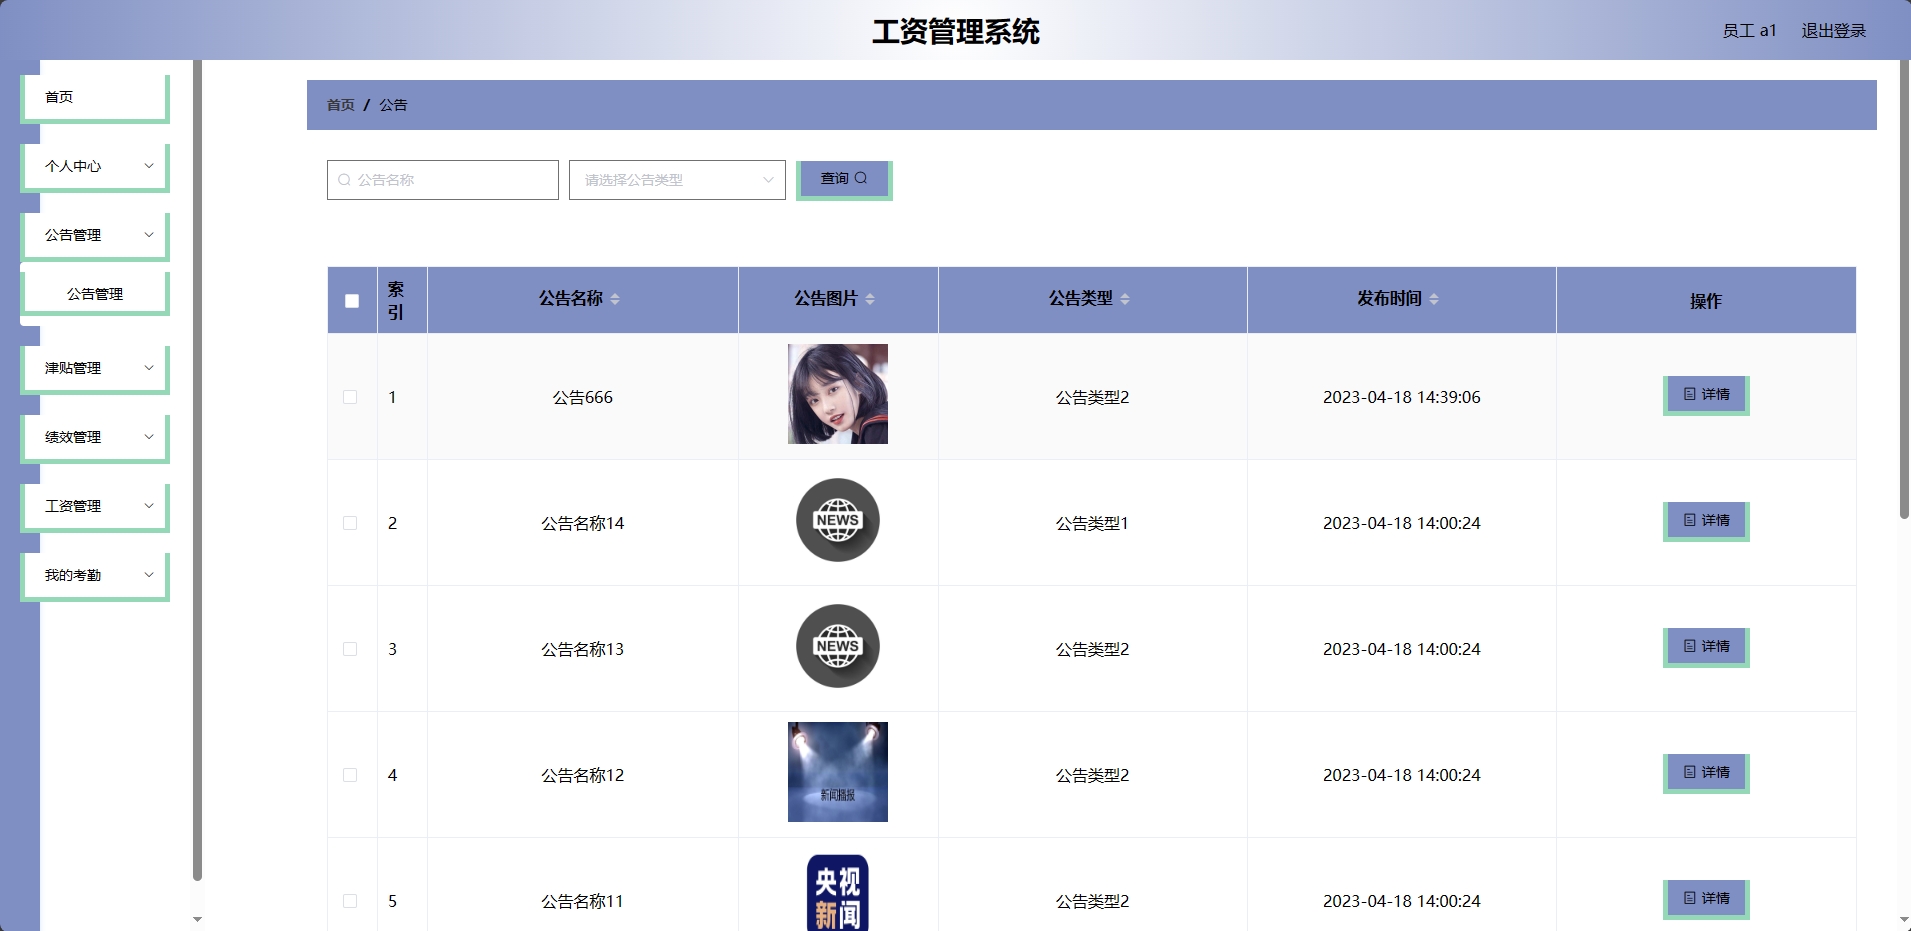 工资管理系统
员工 a1
退出登录
首页
个人中心
公告管理
公告管理
津贴管理
绩效管理
工资管理
我的考勤
首页 / 公告
公告名称
请选择公告类型
查询
索引 公告名称 公告图片 公告类型 发布时间 操作
1 公告666 公告类型2 2023-04-18 14:39:06 详情
2 公告名称14 NEWS 公告类型1 2023-04-18 14:00:24 详情
3 公告名称13 NEWS 公告类型2 2023-04-18 14:00:24 详情
4 公告名称12 新闻播报 公告类型2 2023-04-18 14:00:24 详情
5 公告名称11 央视新闻 公告类型2 2023-04-18 14:00:24 详情